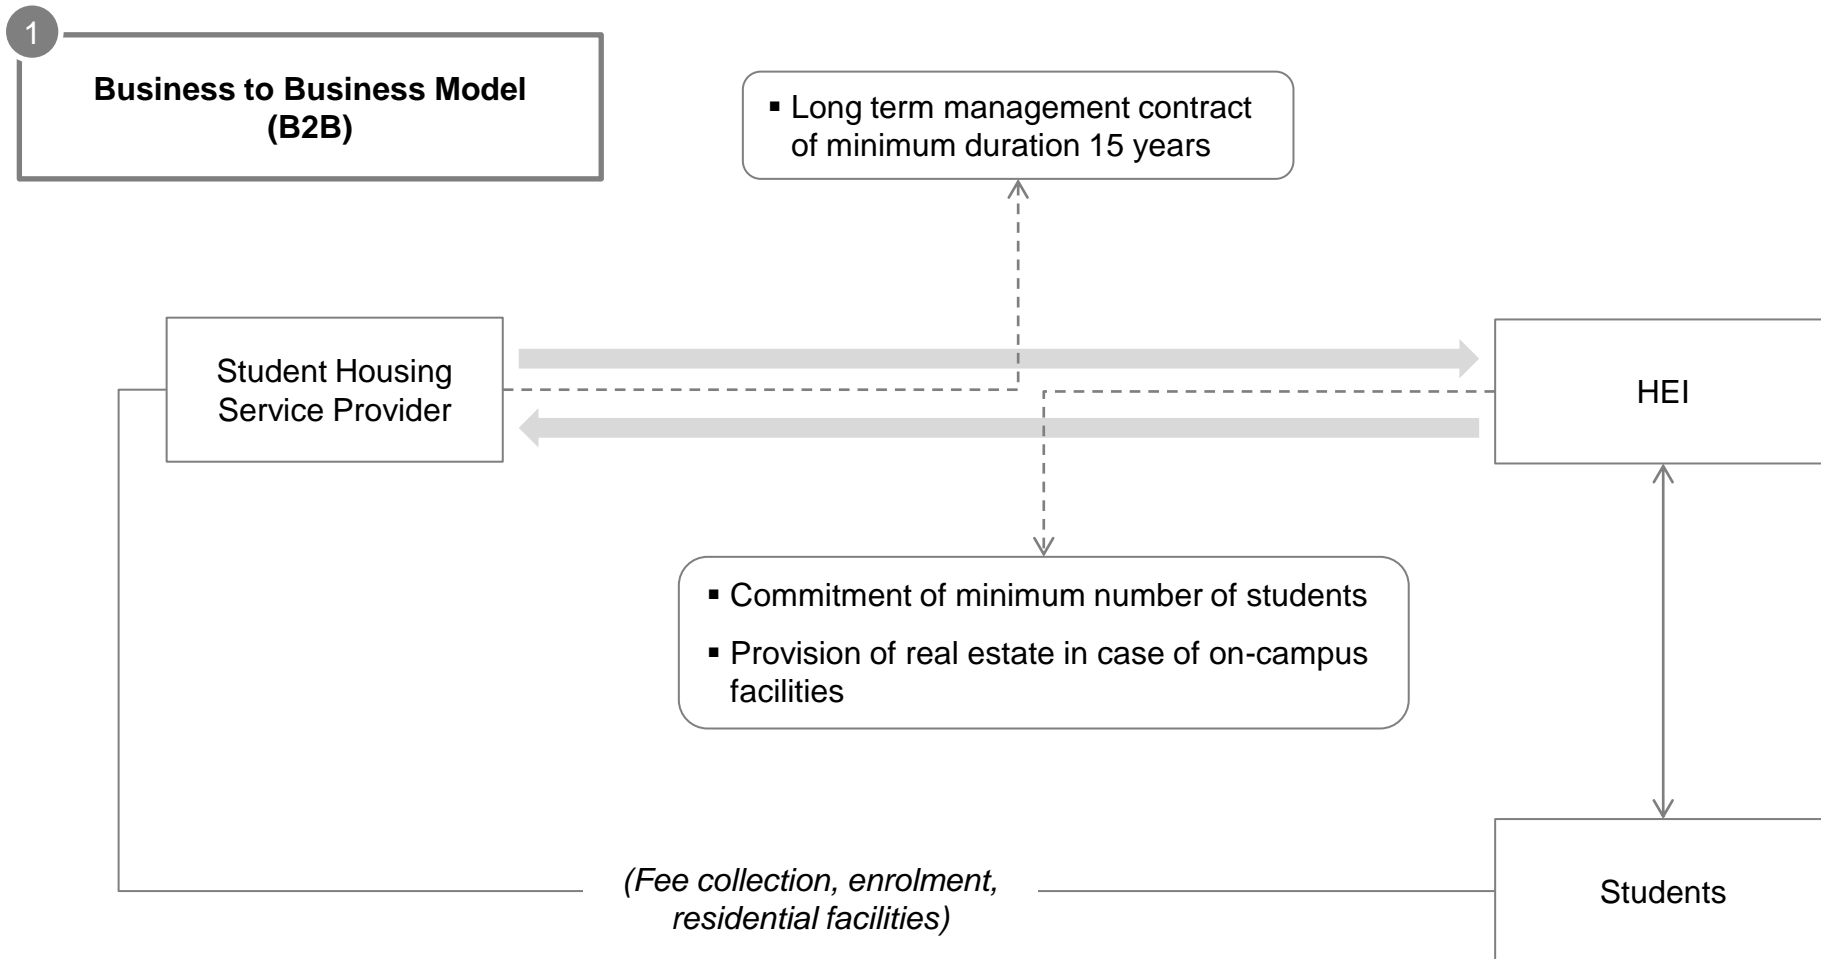 1
Business to Business Model
(B2B)
▪ Long term management contract
of minimum duration 15 years
Student Housing
Service Provider
HEI
▪ Commitment of minimum number of students
▪ Provision of real estate in case of on-campus
facilities
(Fee collection, enrolment,
residential facilities)
Students